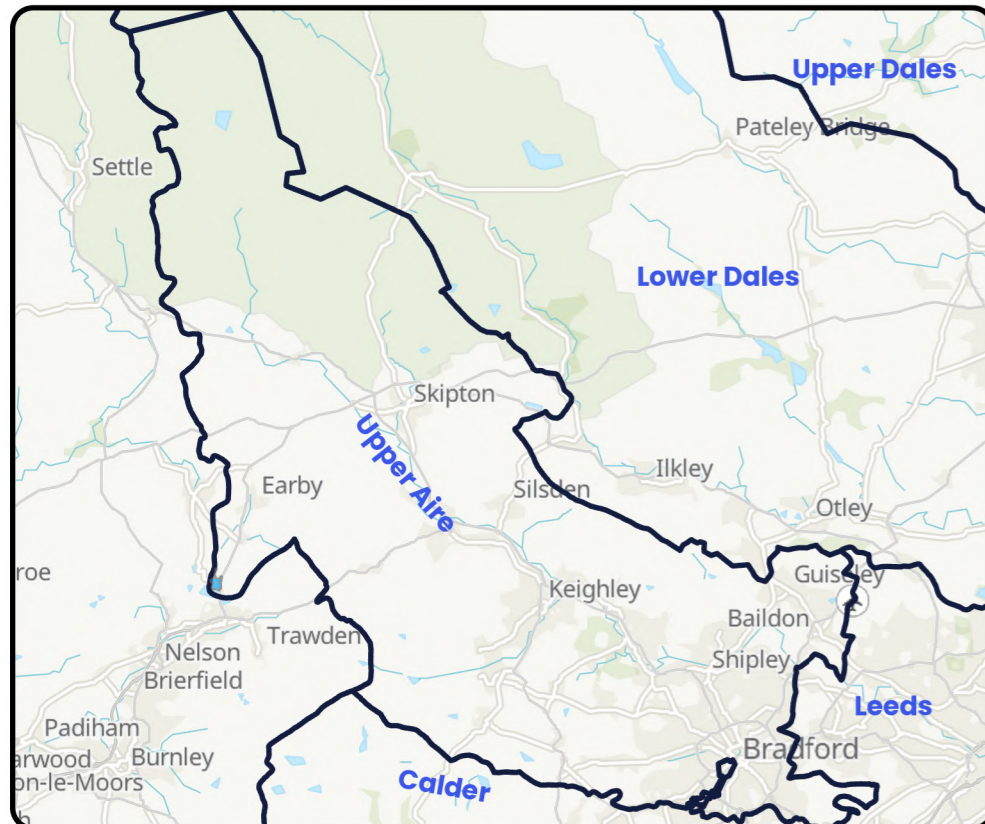 Upper Dales
Pateley Bridge
Settle
Lower Dales
Skipton
Upper Aire
Earby
Silsden
Ilkley
Otley
roe
Guiseley
Keighley
Baildon
Trawden
Nelson
Shipley
Brierfield
Leeds
Padiham
Bradford
arwood
Burnley
on-le-Moors
Calder